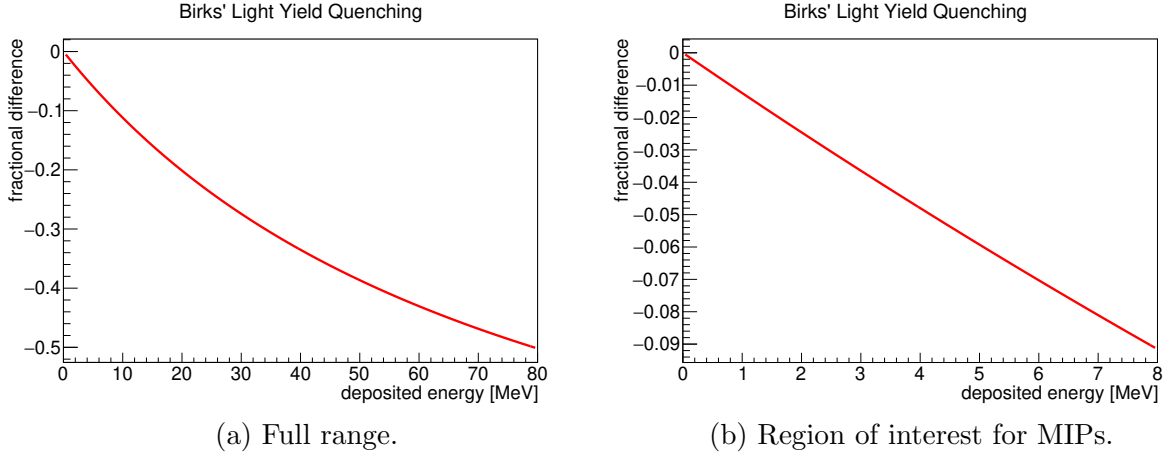 Birks' Light Yield Quenching
fractional difference
0
−0.1
−0.2
−0.3
−0.4
−0.5
0 10 20 30 40 50 60 70 80
deposited energy [MeV]
(a) Full range.
Birks' Light Yield Quenching
fractional difference
0
−0.01
−0.02
−0.03
−0.04
−0.05
−0.06
−0.07
−0.08
−0.09
0 1 2 3 4 5 6 7 8
deposited energy [MeV]
(b) Region of interest for MIPs.